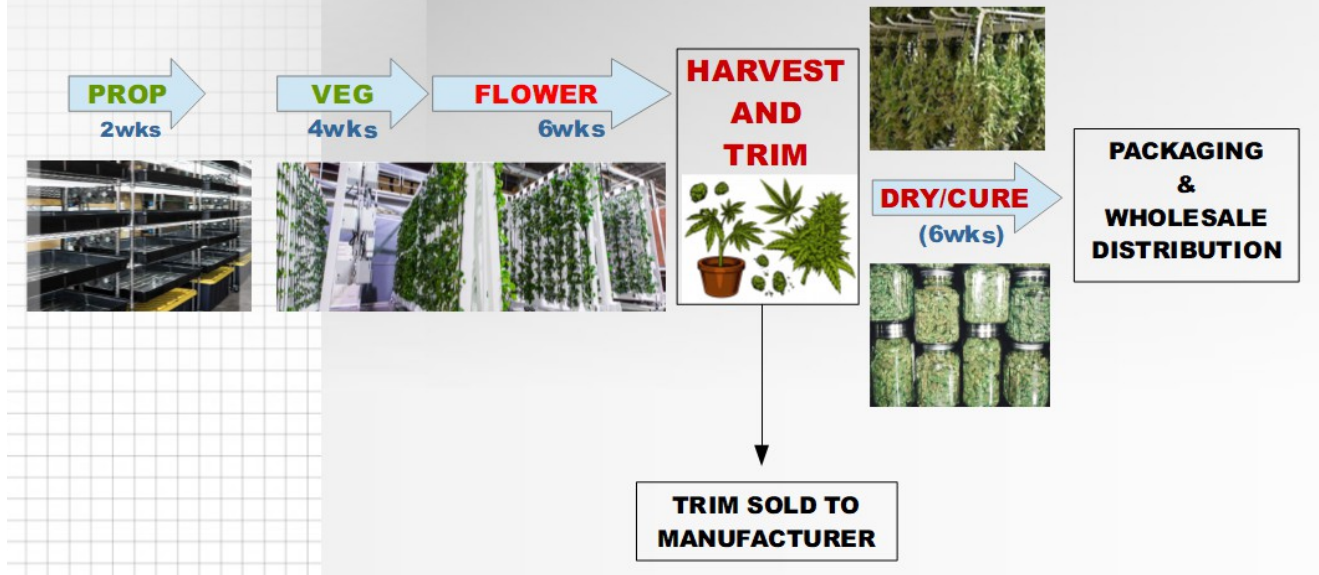 PROP
2wks
VEG
4wks
FLOWER
6wks
HARVEST
AND
TRIM
DRY/CURE
(6wks)
PACKAGING
&
WHOLESALE
DISTRIBUTION
TRIM SOLD TO
MANUFACTURER